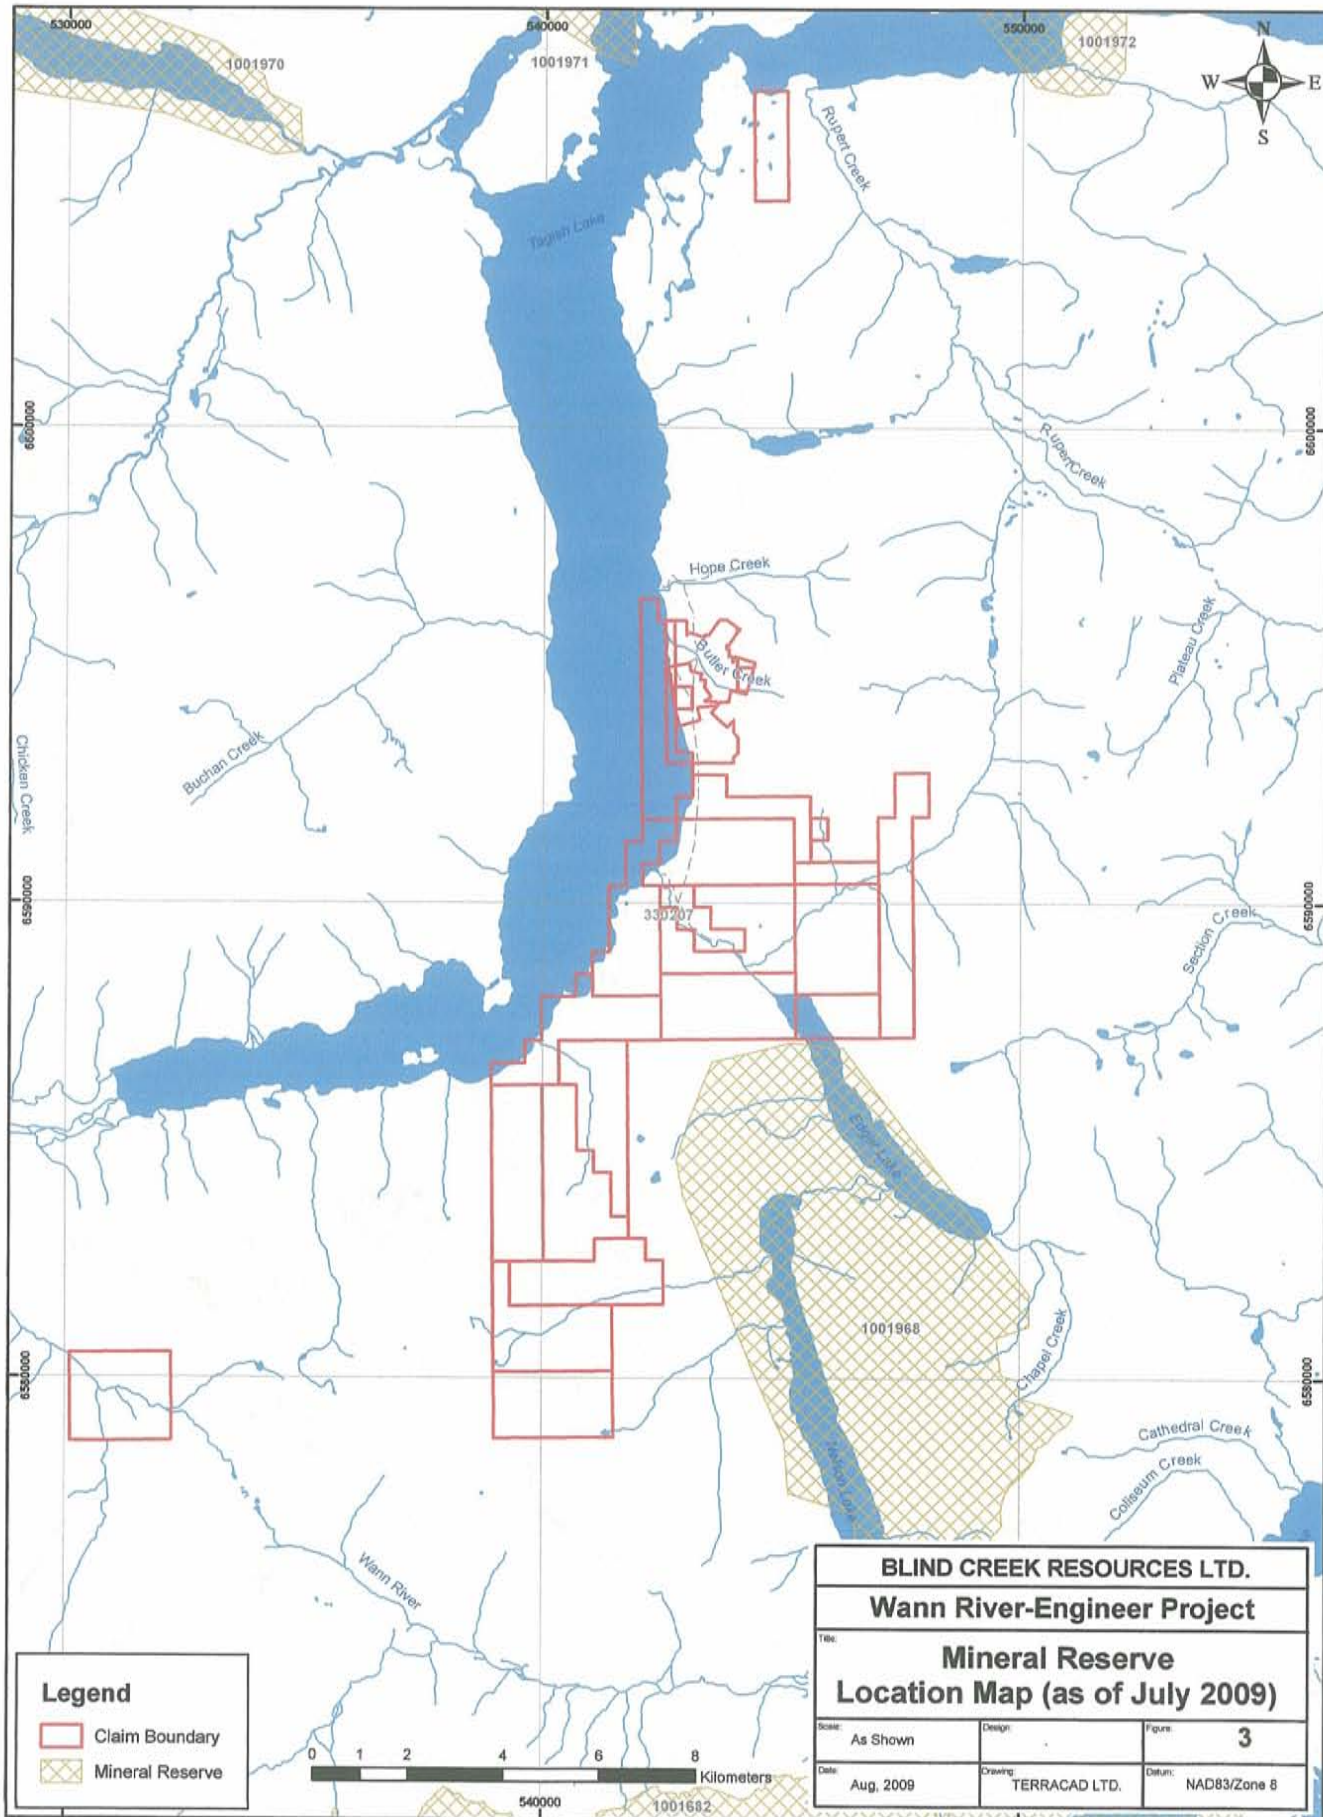 530000
540000
550000
1001970
1001971
1001972
N
W
E
S
Rupert Creek
Tagish Lake
6600000
6600000
Rupert Creek
Hope Creek
Butler Creek
Plateau Creek
Buchan Creek
Chicken Creek
6590000
6590000
330207
Section Creek
Edgar Lake
1001968
Chapel Creek
6580000
6580000
Cathedral Creek
Coliseum Creek
Nelson Lake
Wann River
BLIND CREEK RESOURCES LTD.
Wann River-Engineer Project
Title:
Mineral Reserve
Location Map (as of July 2009)
Scale: As Shown
Design:
Figure: 3
Date: Aug, 2009
Drawing: TERRACAD LTD.
Datum: NAD83/Zone 8
Legend
Claim Boundary
Mineral Reserve
0 1 2 4 6 8
Kilometers
540000
1001682